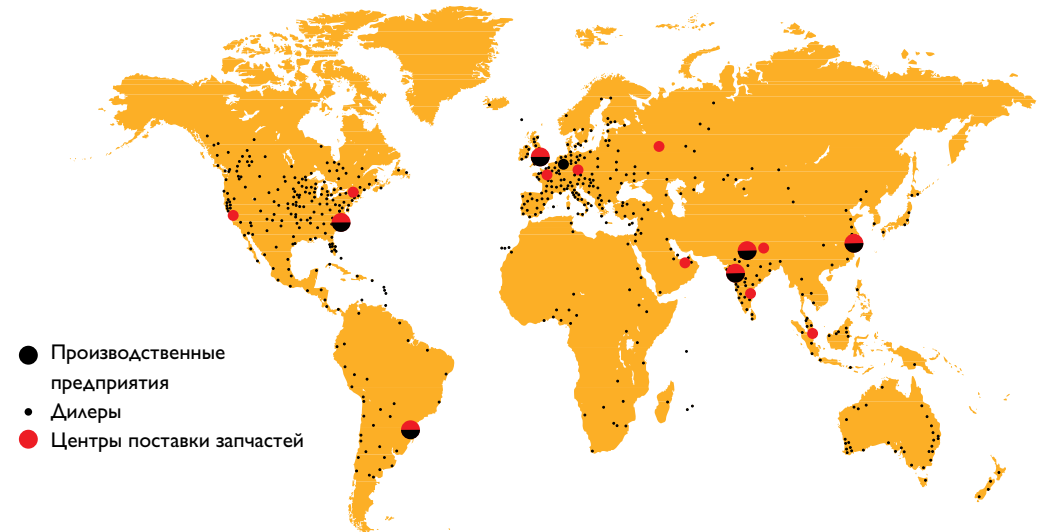 Производственные
предприятия
Дилеры
Центры поставки запчастей